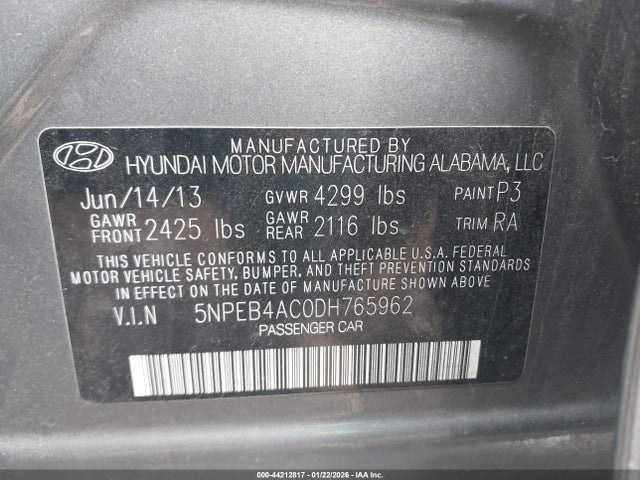 MANUFACTURED BY
HYUNDAI MOTOR MANUFACTURING ALABAMA, LLC
Jun/14/13 GVWR 4299 lbs PAINT P3
GAWR FRONT 2425 lbs GAWR REAR 2116 lbs TRIM RA
THIS VEHICLE CONFORMS TO ALL APPLICABLE U.S.A. FEDERAL
MOTOR VEHICLE SAFETY, BUMPER, AND THEFT PREVENTION
STANDARDS IN EFFECT ON THE DATE OF MANUFACTURE SHOWN ABOVE
V.I.N 5NPEB4AC0DH765962
PASSENGER CAR
000-44212817 - 01/22/2026 - IAA Inc.